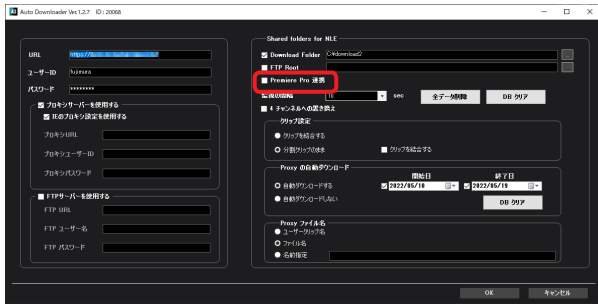 Auto Downloader Ver.1.2.7 ID : 20068
URL
https://
ユーザーID fujimura
パスワード ********
プロキシサーバーを使用する
IEのプロキシ設定を使用する
プロキシURL
プロキシユーザーID
プロキシパスワード
FTPサーバーを使用する
FTP URL
FTP ユーザー名
FTP パスワード
Shared folders for NLE
Download Folder C:¥download2
FTP Root
Premiere Pro 連携
監視の間隔 10 sec 全データ削除 DB クリア
4 チャンネルへの置き換え
クリップ設定
クリップを結合する
分割クリップのまま クリップを結合する
Proxy の自動ダウンロード
開始日 終了日
自動ダウンロードする 2022/05/10 2022/05/19
自動ダウンロードしない DB クリア
Proxy ファイル名
ユーザークリップ名
ファイル名
名前指定
OK キャンセル